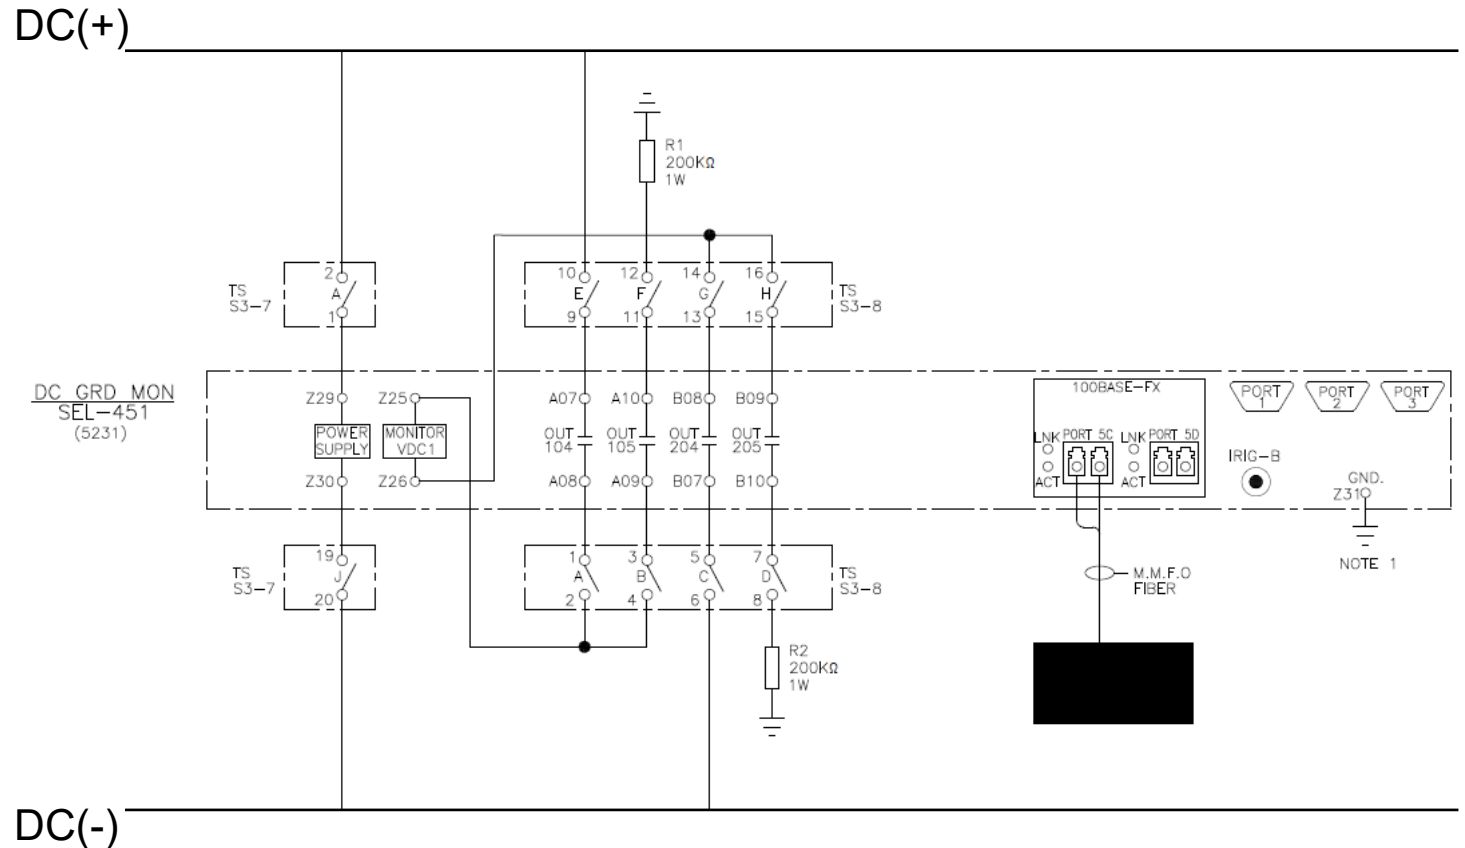 DC(+)
R1
200KΩ
1W
2
A
1
TS
S3-7
10
12
14
16
E
F
G
H
9
11
13
15
TS
S3-8
DC GRD MON
SEL-451
(5231)
Z29
Z25
A07
A10
B08
B09
POWER
SUPPLY
MONITOR
VDC1
OUT
104
OUT
105
OUT
204
OUT
205
Z30
Z26
A08
A09
B07
B10
100BASE-FX
LNK
PORT 5C
LNK
PORT 5D
ACT
ACT
PORT
1
PORT
2
PORT
3
IRIG-B
GND.
Z31
NOTE 1
19
J
20
TS
S3-7
1
3
5
7
A
B
C
D
2
4
6
8
TS
S3-8
M.M.F.O
FIBER
R2
200KΩ
1W
DC(-)